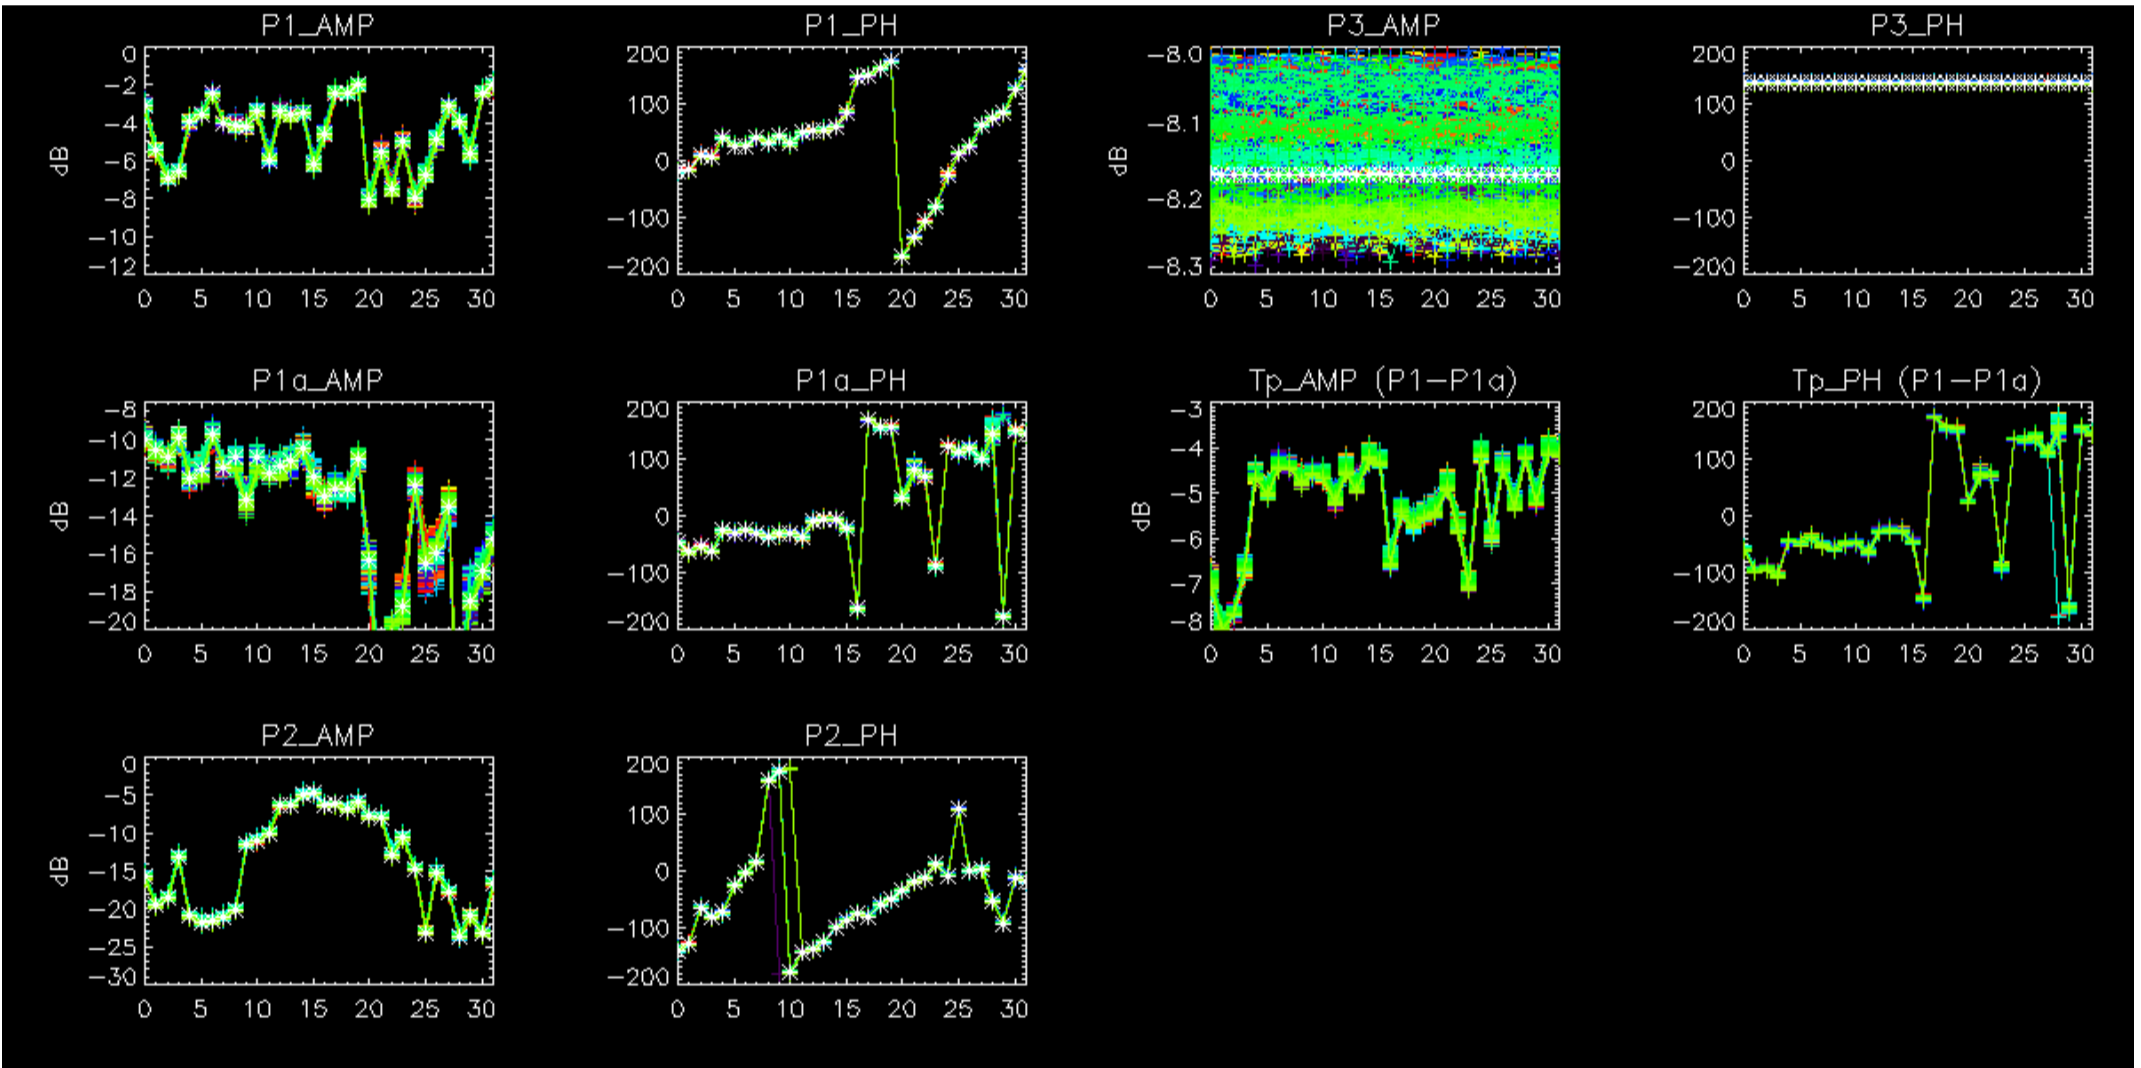 P1_AMP
0
−2
−4
−6
−8
−10
−12
dB
0 5 10 15 20 25 30
P1_PH
200
100
0
−100
−200
0 5 10 15 20 25 30
P3_AMP
−8.0
−8.1
−8.2
−8.3
dB
0 5 10 15 20 25 30
P3_PH
200
100
0
−100
−200
0 5 10 15 20 25 30
P1a_AMP
−8
−10
−12
−14
−16
−18
−20
dB
0 5 10 15 20 25 30
P1a_PH
200
100
0
−100
−200
0 5 10 15 20 25 30
Tp_AMP (P1−P1a)
−3
−4
−5
−6
−7
−8
dB
0 5 10 15 20 25 30
Tp_PH (P1−P1a)
200
100
0
−100
−200
0 5 10 15 20 25 30
P2_AMP
0
−5
−10
−15
−20
−25
−30
dB
0 5 10 15 20 25 30
P2_PH
200
100
0
−100
−200
0 5 10 15 20 25 30